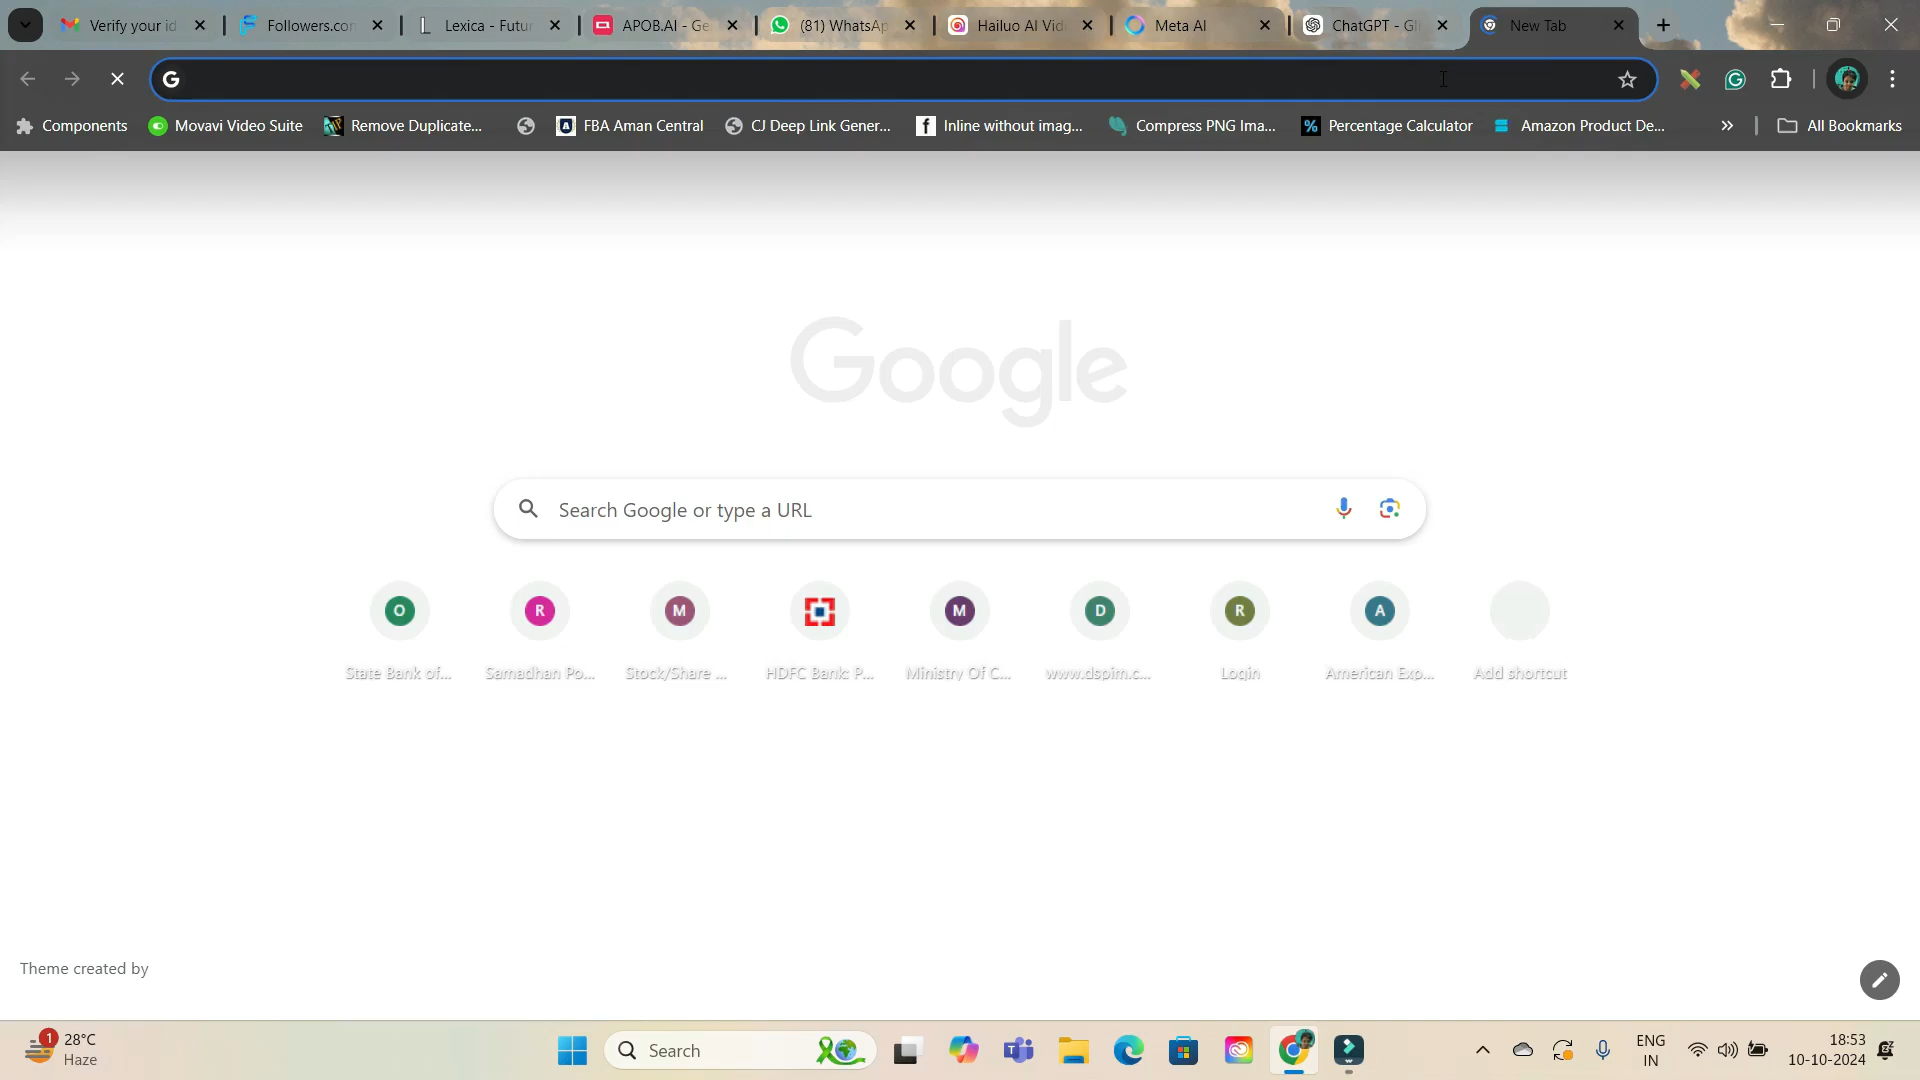 Verify your id
Followers.con
Lexica - Futur
APOB.AI - Ge
(81) WhatsAp
Hailuo AI Vid
Meta AI
ChatGPT - Gli
New Tab
Components
Movavi Video Suite
Remove Duplicate...
FBA Aman Central
CJ Deep Link Gener...
Inline without imag...
Compress PNG Ima...
Percentage Calculator
Amazon Product De...
All Bookmarks
Google
Search Google or type a URL
State Bank of...
Samadhan Po...
Stock/Share ...
HDFC Bank: P...
Ministry Of C...
www.dspim.c...
Login
American Exp...
Add shortcut
Theme created by
1
28°C
Haze
Search
ENG
IN
18:53
10-10-2024